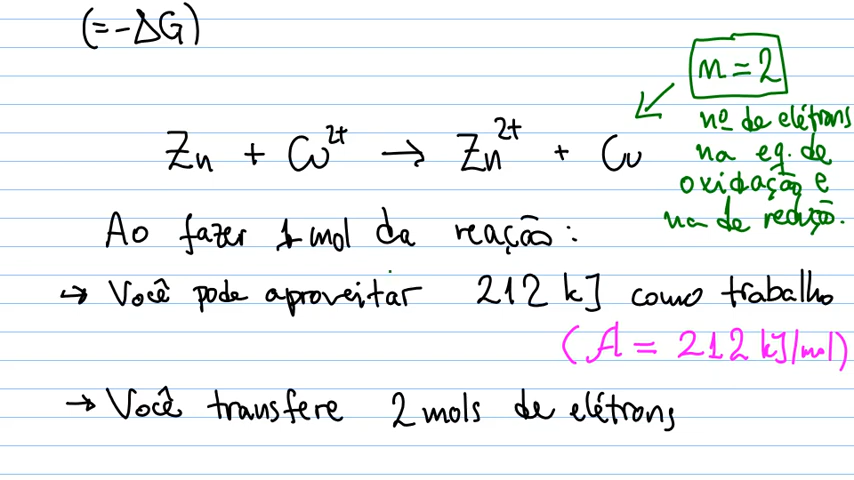 (= -ΔG)
n = 2
nº de elétrons
na eq. de
oxidação e
na de redução.
Zn + Cu²⁺ → Zn²⁺ + Cu
Ao fazer 1 mol da reação:
→ Você pode aproveitar 212 kJ como trabalho
(A = 212 kJ/mol)
→ Você transfere 2 mols de elétrons